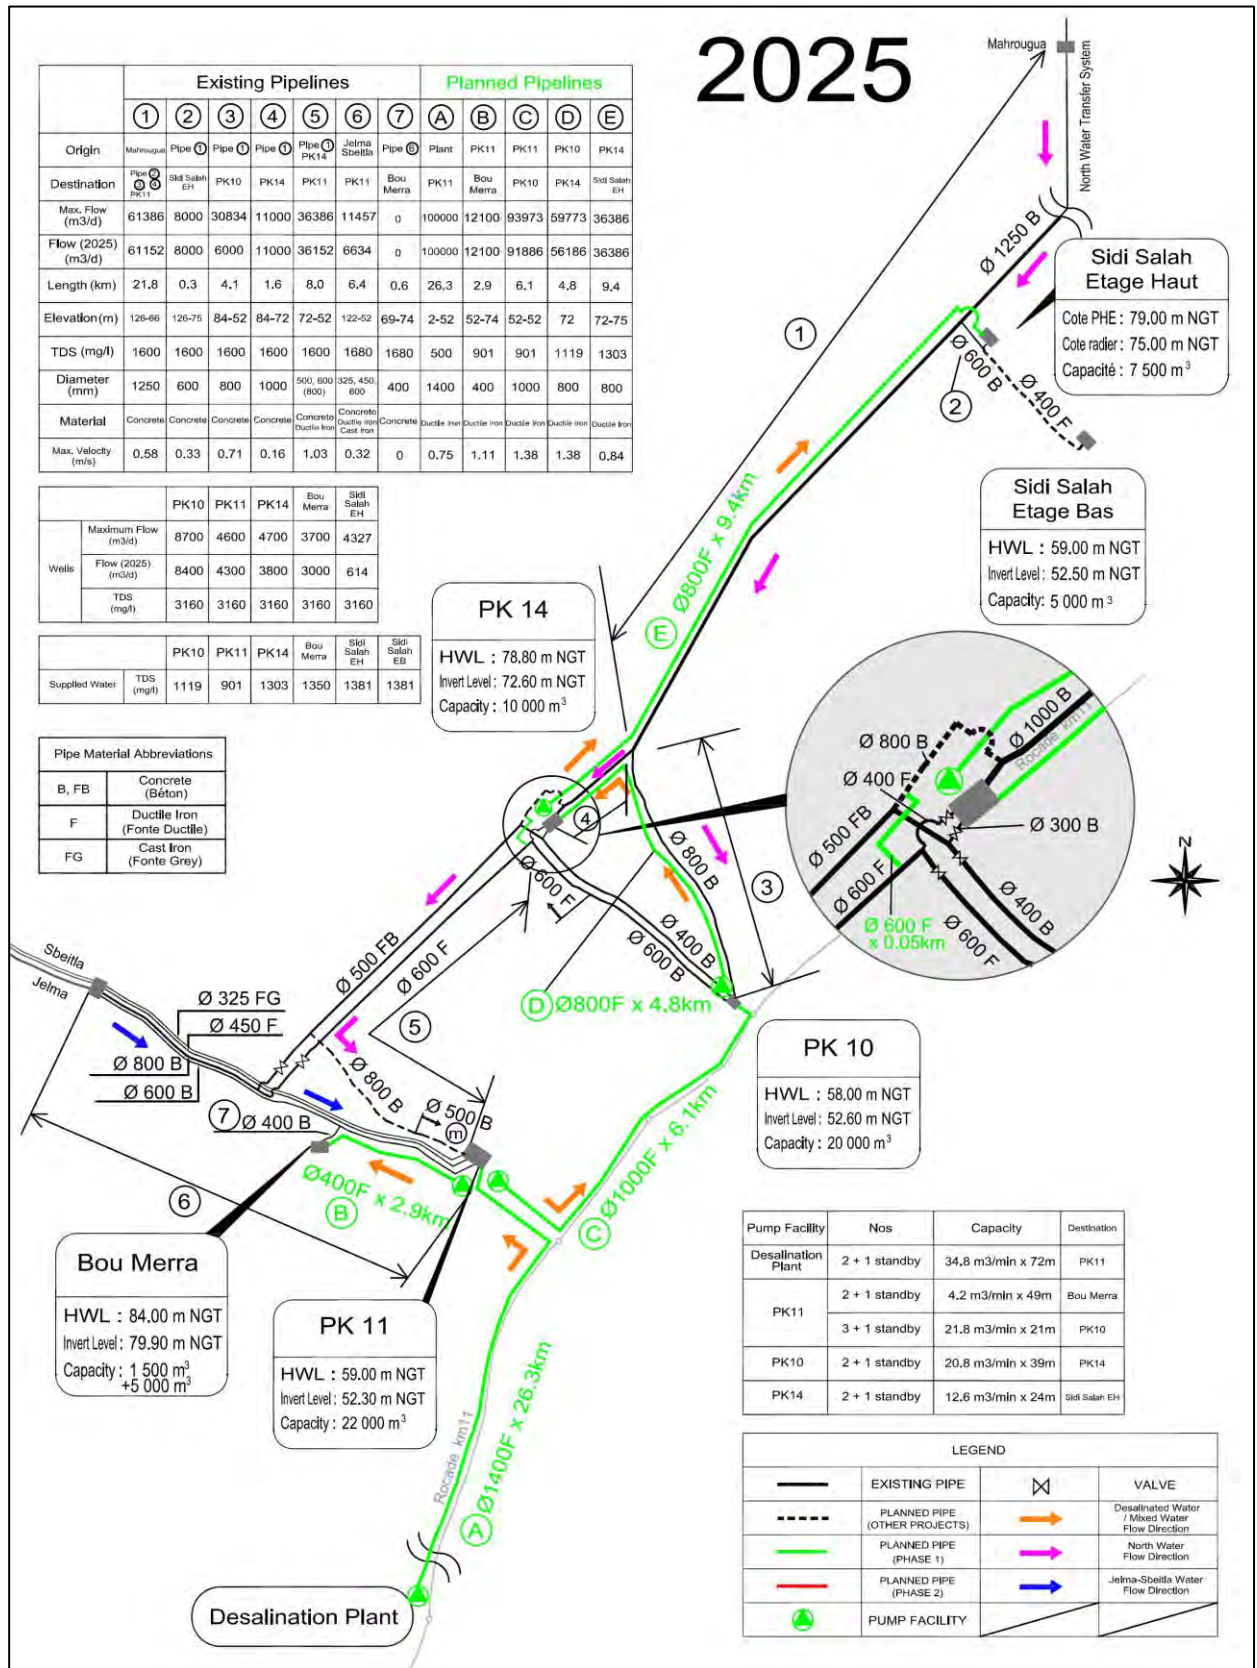 2025
Mahrougua
North Water Transfer System
Existing Pipelines Planned Pipelines
① ② ③ ④ ⑤ ⑥ ⑦ Ⓐ Ⓑ Ⓒ Ⓓ Ⓔ
Origin Mahrougua Pipe ① Pipe ① Pipe ① Pipe ① PK14 Jelma Sbeitla Pipe ⑥ Plant PK11 PK11 PK10 PK14
Destination Pipe ② ③ ④ PK11 Sidi Salah EH PK10 PK14 PK11 PK11 Bou Merra PK11 Bou Merra PK10 PK14 Sidi Salah EH
Max. Flow (m3/d) 61386 8000 30834 11000 36386 11457 0 100000 12100 93973 59773 36386
Flow (2025) (m3/d) 61152 8000 6000 11000 36152 6634 0 100000 12100 91886 56186 36386
Length (km) 21.8 0.3 4.1 1.6 8.0 6.4 0.6 26.3 2.9 6.1 4.8 9.4
Elevation(m) 126-66 126-75 84-52 84-72 72-52 122-52 69-74 2-52 52-74 52-52 72 72-75
TDS (mg/l) 1600 1600 1600 1600 1600 1680 1680 500 901 901 1119 1303
Diameter (mm) 1250 600 800 1000 500, 600 (800) 325, 450, 600 400 1400 400 1000 800 800
Material Concrete Concrete Concrete Concrete Concrete Ductile Iron Concrete Ductile Iron Cast Iron Concrete Ductile Iron Ductile Iron Ductile Iron Ductile Iron Ductile Iron
Max. Velocity (m/s) 0.58 0.33 0.71 0.16 1.03 0.32 0 0.75 1.11 1.38 1.38 0.84
PK10 PK11 PK14 Bou Merra Sidi Salah EH
Wells
Maximum Flow (m3/d) 8700 4600 4700 3700 4327
Flow (2025) (m3/d) 8400 4300 3800 3000 614
TDS (mg/l) 3160 3160 3160 3160 3160
PK10 PK11 PK14 Bou Merra Sidi Salah EH Sidi Salah EB
Supplied Water TDS (mg/l) 1119 901 1303 1350 1381 1381
Pipe Material Abbreviations
B, FB Concrete (Béton)
F Ductile Iron (Fonte Ductile)
FG Cast Iron (Fonte Grey)
Ø 1250 B
①
Ø 600 B
②
Ø 400 F
Sidi Salah
Etage Haut
Cote PHE : 79.00 m NGT
Cote radier : 75.00 m NGT
Capacité : 7 500 m³
Sidi Salah
Etage Bas
HWL : 59.00 m NGT
Invert Level : 52.50 m NGT
Capacity: 5 000 m³
Ⓔ Ø800F x 9.4km
PK 14
HWL : 78.80 m NGT
Invert Level : 72.60 m NGT
Capacity : 10 000 m³
④
Ø 800 B
③
Ø 600 F
Ø 400 B
Ø 600 B
Ⓓ Ø800F x 4.8km
Ø 800 B
Ø 1000 B
Rocade km11
Ø 400 F
Ø 500 FB
Ø 300 B
Ø 600 F
Ø 400 B
Ø 600 F
Ø 600 F
x 0.05km
N
Ø 500 FB
Ø 600 F
⑤
Sbeitla
Jelma
Ø 325 FG
Ø 450 F
Ø 800 B
Ø 600 B
⑦ Ø 400 B
Ø 800 B
Ø 500 B
m
⑥
Ø400F x 2.9km
Ⓑ
Ⓒ Ø1000F x 6.1km
PK 10
HWL : 58.00 m NGT
Invert Level : 52.60 m NGT
Capacity : 20 000 m³
Bou Merra
HWL : 84.00 m NGT
Invert Level : 79.90 m NGT
Capacity : 1 500 m³
+5 000 m³
PK 11
HWL : 59.00 m NGT
Invert Level : 52.30 m NGT
Capacity : 22 000 m³
Rocade km11
Ⓐ Ø1400F x 26.3km
Desalination Plant
Pump Facility Nos Capacity Destination
Desalination Plant 2 + 1 standby 34.8 m3/min x 72m PK11
PK11 2 + 1 standby 4.2 m3/min x 49m Bou Merra
3 + 1 standby 21.8 m3/min x 21m PK10
PK10 2 + 1 standby 20.8 m3/min x 39m PK14
PK14 2 + 1 standby 12.6 m3/min x 24m Sidi Salah EH
LEGEND
EXISTING PIPE VALVE
PLANNED PIPE (OTHER PROJECTS) Desalinated Water / Mixed Water Flow Direction
PLANNED PIPE (PHASE 1) North Water Flow Direction
PLANNED PIPE (PHASE 2) Jelma-Sbeitla Water Flow Direction
PUMP FACILITY